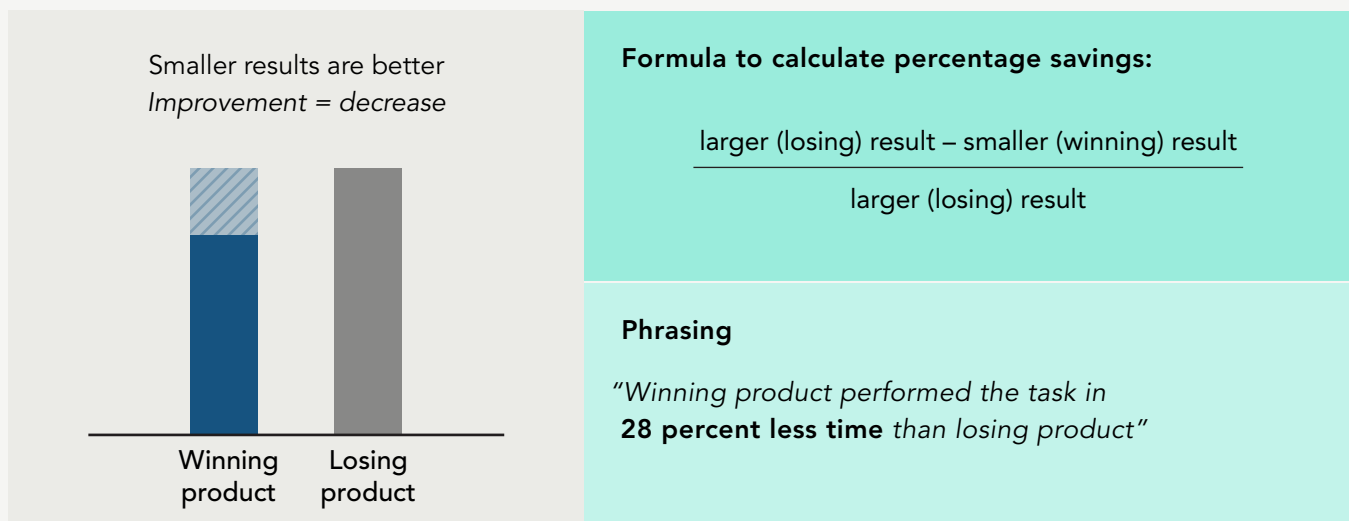 Smaller results are better
Improvement = decrease
Winning
product
Losing
product
Formula to calculate percentage savings:
larger (losing) result – smaller (winning) result
larger (losing) result
Phrasing
“Winning product performed the task in
28 percent less time than losing product”